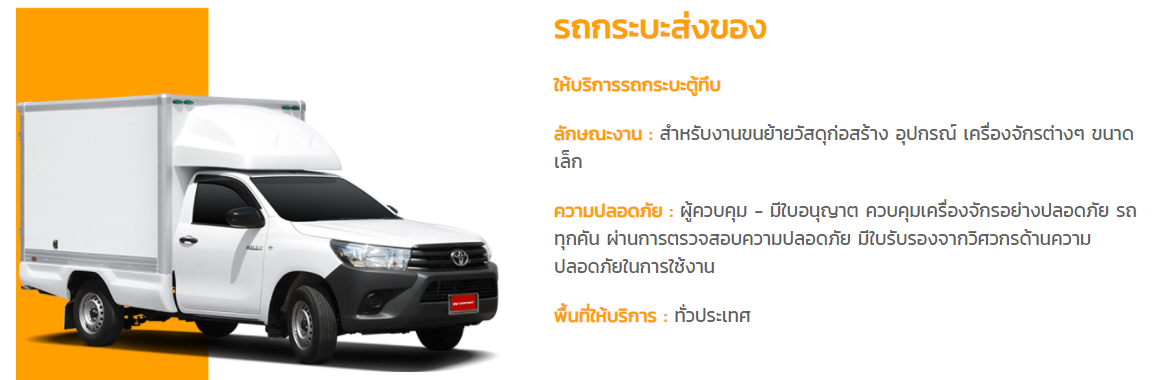 รถกระบะส่งของ
ให้บริการรถกระบะตู้ทึบ
ลักษณะงาน : สำหรับงานขนย้ายวัสดุก่อสร้าง อุปกรณ์ เครื่องจักรต่างๆ ขนาด
เล็ก
ความปลอดภัย : ผู้ควบคุม - มีใบอนุญาต ควบคุมเครื่องจักรอย่างปลอดภัย รถ
ทุกคัน ผ่านการตรวจสอบความปลอดภัย มีใบรับรองจากวิศวกรด้านความ
ปลอดภัยในการใช้งาน
พื้นที่ให้บริการ : ทั่วประเทศ